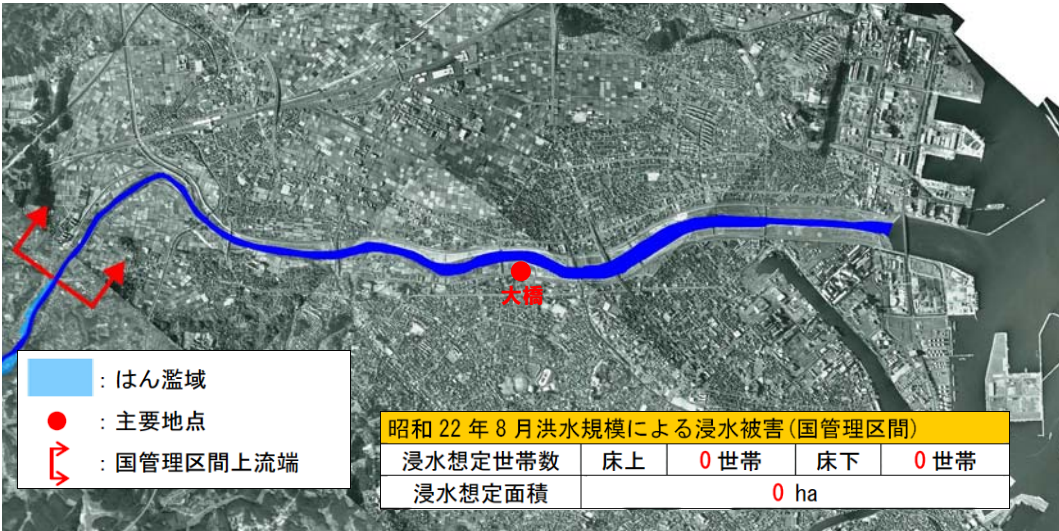 大橋
：はん濫域
：主要地点
：国管理区間上流端
昭和 22 年 8 月洪水規模による浸水被害(国管理区間)
浸水想定世帯数 床上 0 世帯 床下 0 世帯
浸水想定面積 0 ha